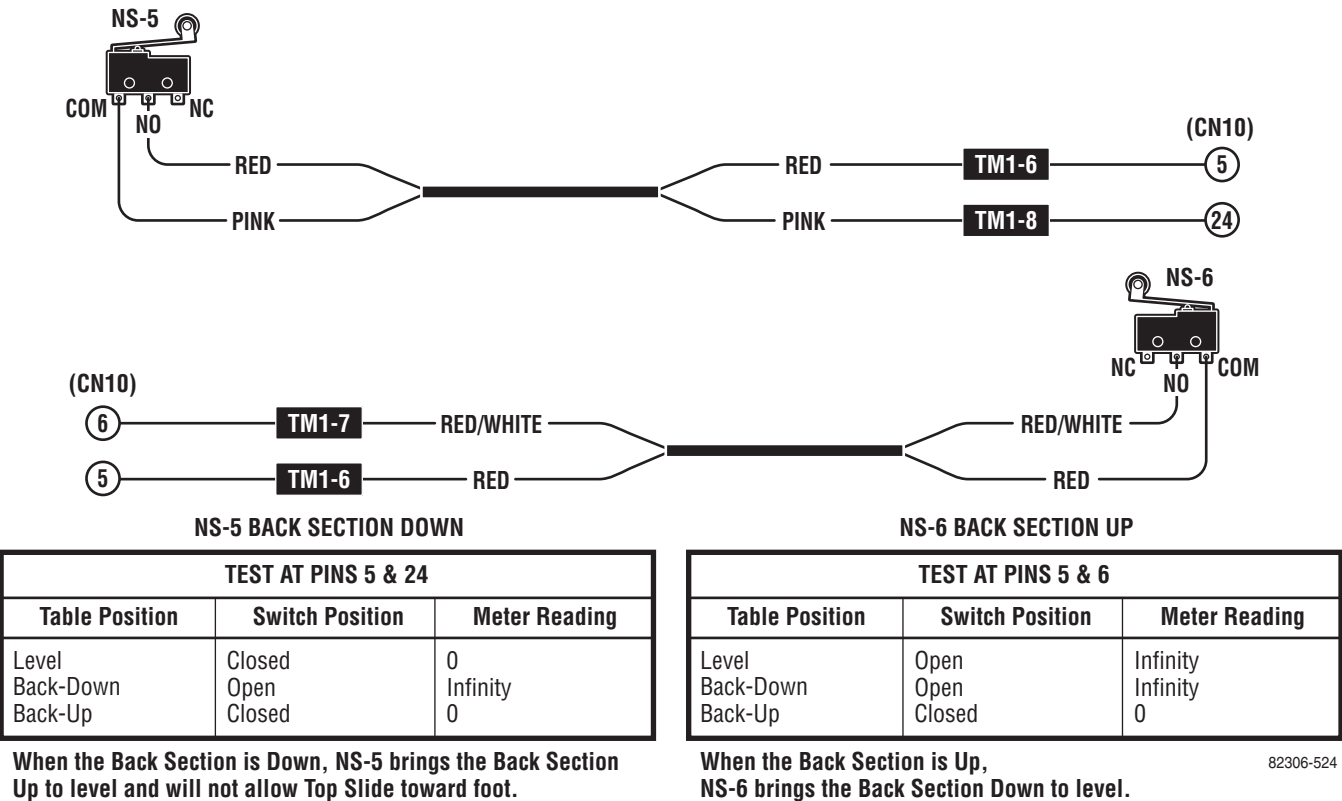 NS-5
COM
NO
NC
(CN10)
RED
RED
TM1-6
5
PINK
PINK
TM1-8
24
NS-6
NC
NO
COM
(CN10)
6
TM1-7
RED/WHITE
RED/WHITE
5
TM1-6
RED
RED
NS-5 BACK SECTION DOWN
TEST AT PINS 5 & 24
Table Position Switch Position Meter Reading
Level Closed 0
Back-Down Open Infinity
Back-Up Closed 0
When the Back Section is Down, NS-5 brings the Back Section
Up to level and will not allow Top Slide toward foot.
NS-6 BACK SECTION UP
TEST AT PINS 5 & 6
Table Position Switch Position Meter Reading
Level Open Infinity
Back-Down Open Infinity
Back-Up Closed 0
When the Back Section is Up,
NS-6 brings the Back Section Down to level.
82306-524